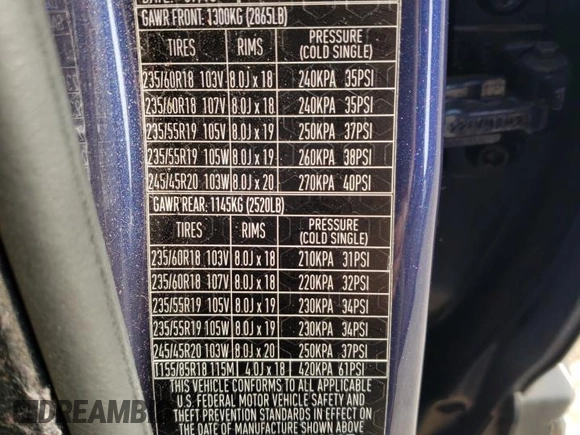 GAWR FRONT: 1300KG (2865LB)
TIRES RIMS PRESSURE (COLD SINGLE)
235/60R18 103V 8.0J x 18 240KPA 35PSI
235/60R18 107V 8.0J x 18 240KPA 35PSI
235/55R19 105V 8.0J x 19 250KPA 37PSI
235/55R19 105W 8.0J x 19 260KPA 38PSI
245/45R20 103W 8.0J x 20 270KPA 40PSI
GAWR REAR: 1145KG (2520LB)
TIRES RIMS PRESSURE (COLD SINGLE)
235/60R18 103V 8.0J x 18 210KPA 31PSI
235/60R18 107V 8.0J x 18 220KPA 32PSI
235/55R19 105V 8.0J x 19 230KPA 34PSI
235/55R19 105W 8.0J x 19 230KPA 34PSI
245/45R20 103W 8.0J x 20 250KPA 37PSI
T155/85R18 115M 4.0J x 18 420KPA 61PSI
THIS VEHICLE CONFORMS TO ALL APPLICABLE
U.S. FEDERAL MOTOR VEHICLE SAFETY AND
THEFT PREVENTION STANDARDS IN EFFECT ON
THE DATE OF MANUFACTURE SHOWN ABOVE